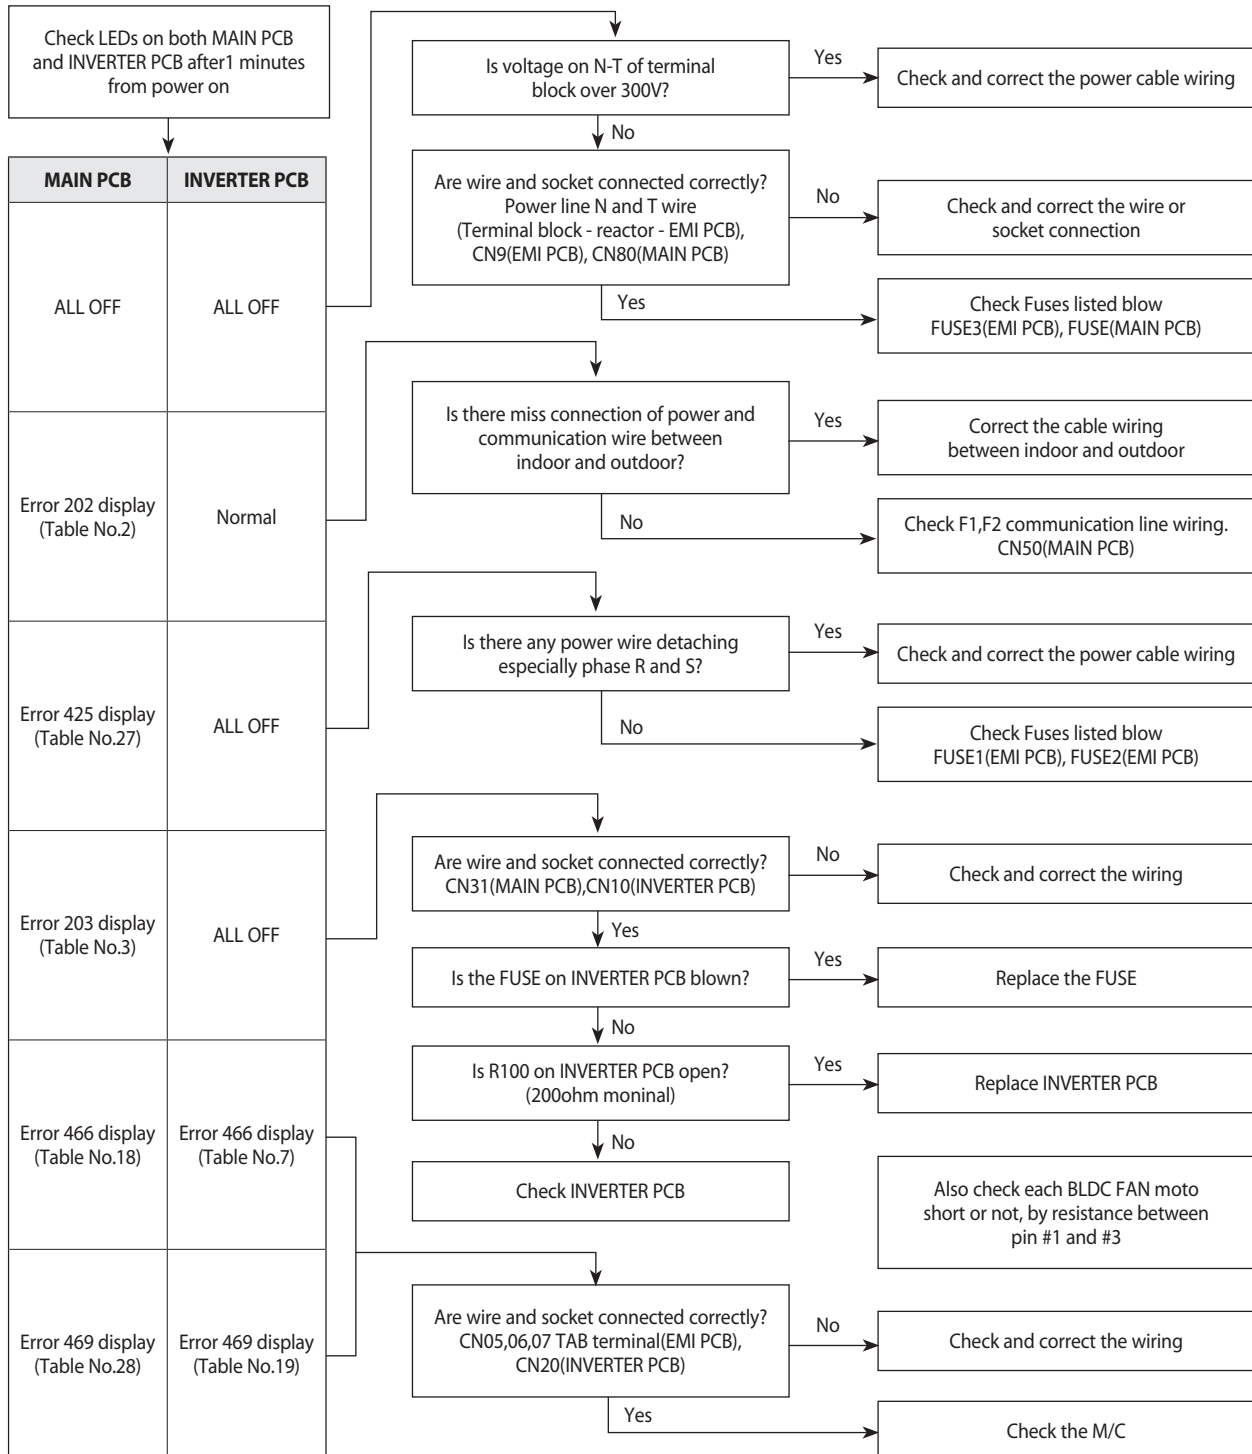 Check LEDs on both MAIN PCB
and INVERTER PCB after1 minutes
from power on
MAIN PCB
INVERTER PCB
ALL OFF
ALL OFF
Is voltage on N-T of terminal
block over 300V?
Yes
Check and correct the power cable wiring
No
Are wire and socket connected correctly?
Power line N and T wire
(Terminal block - reactor - EMI PCB),
CN9(EMI PCB), CN80(MAIN PCB)
No
Check and correct the wire or
socket connection
Yes
Check Fuses listed blow
FUSE3(EMI PCB), FUSE(MAIN PCB)
Error 202 display
(Table No.2)
Normal
Is there miss connection of power and
communication wire between
indoor and outdoor?
Yes
Correct the cable wiring
between indoor and outdoor
No
Check F1,F2 communication line wiring.
CN50(MAIN PCB)
Error 425 display
(Table No.27)
ALL OFF
Is there any power wire detaching
especially phase R and S?
Yes
Check and correct the power cable wiring
No
Check Fuses listed blow
FUSE1(EMI PCB), FUSE2(EMI PCB)
Error 203 display
(Table No.3)
ALL OFF
Are wire and socket connected correctly?
CN31(MAIN PCB),CN10(INVERTER PCB)
No
Check and correct the wiring
Yes
Is the FUSE on INVERTER PCB blown?
Yes
Replace the FUSE
No
Is R100 on INVERTER PCB open?
(200ohm moninal)
Yes
Replace INVERTER PCB
No
Check INVERTER PCB
Also check each BLDC FAN moto
short or not, by resistance between
pin #1 and #3
Error 466 display
(Table No.18)
Error 466 display
(Table No.7)
Error 469 display
(Table No.28)
Error 469 display
(Table No.19)
Are wire and socket connected correctly?
CN05,06,07 TAB terminal(EMI PCB),
CN20(INVERTER PCB)
No
Check and correct the wiring
Yes
Check the M/C